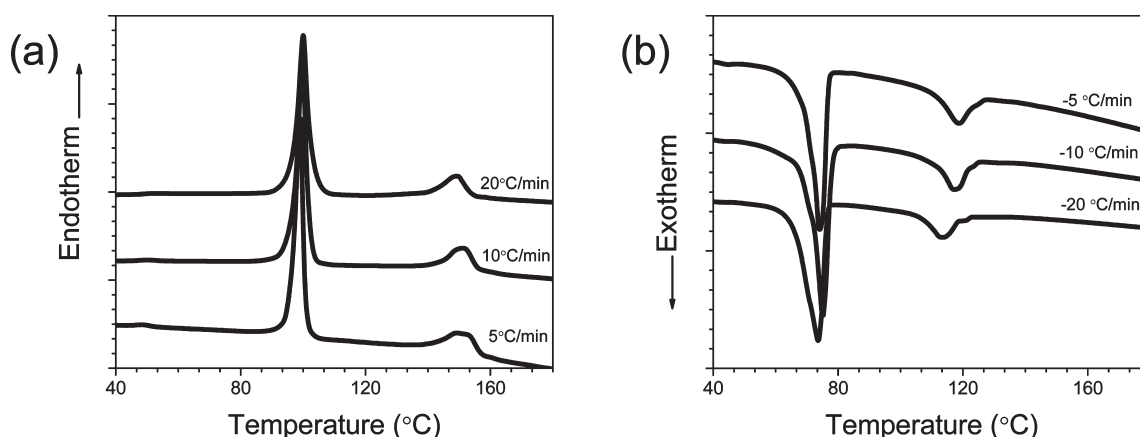 (a)
Endotherm
20°C/min
10°C/min
5°C/min
40 80 120 160
Temperature (°C)
(b)
Exotherm
-5 °C/min
-10 °C/min
-20 °C/min
40 80 120 160
Temperature (°C)